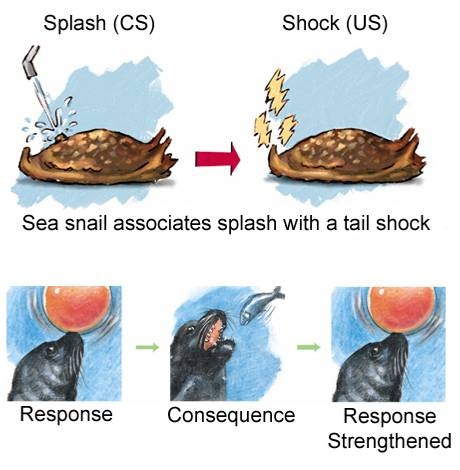 Splash (CS) Shock (US)
Sea snail associates splash with a tail shock
Response Consequence Response
Strengthened